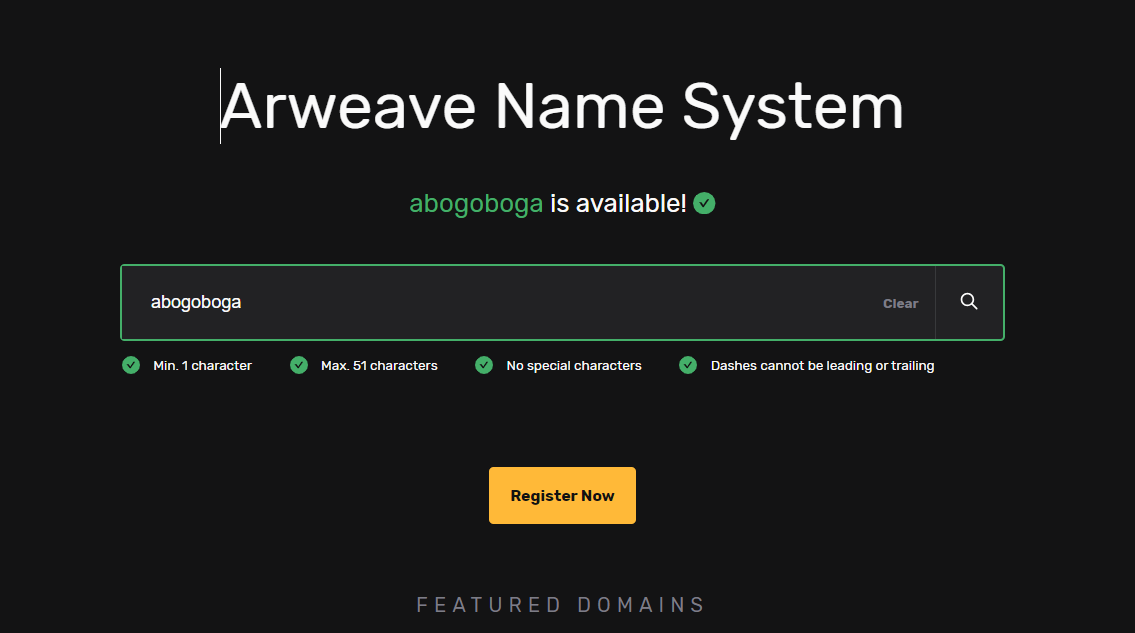 Arweave Name System
abogoboga is available!
abogoboga Clear
Min. 1 character Max. 51 characters No special characters Dashes cannot be leading or trailing
Register Now
FEATURED DOMAINS